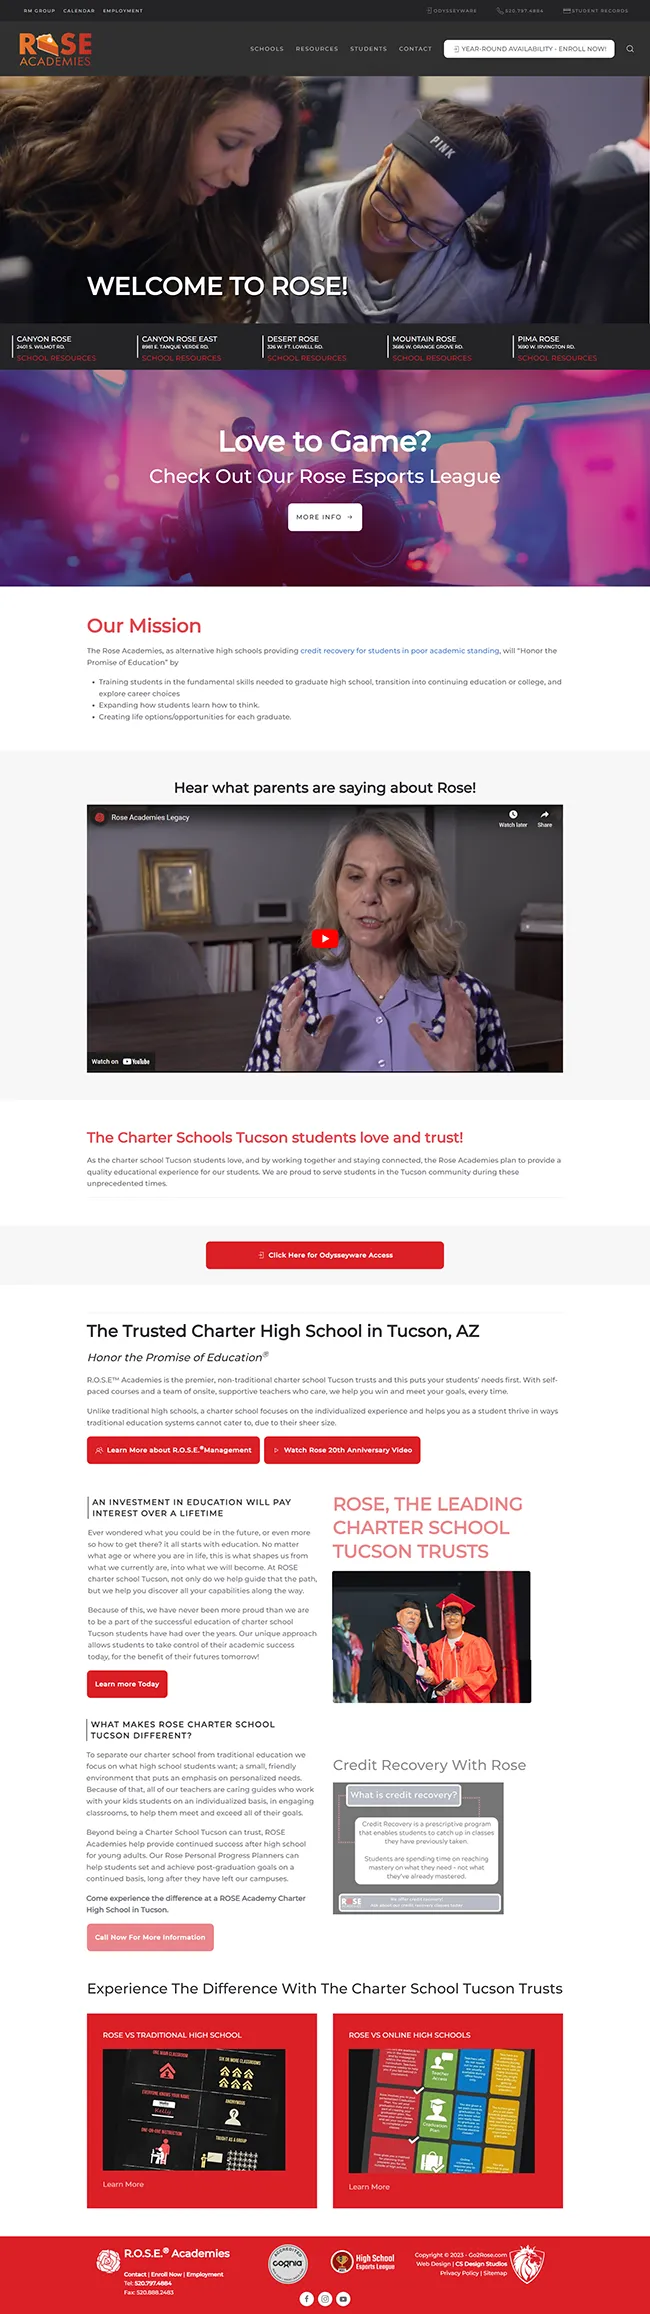 RM GROUP CALENDAR EMPLOYMENT
ODYSSEYWARE 520.797.4884 STUDENT RECORDS
ROSE
ACADEMIES
SCHOOLS RESOURCES STUDENTS CONTACT
YEAR-ROUND AVAILABILITY - ENROLL NOW!
PINK
WELCOME TO ROSE!
CANYON ROSE
2401 S. WILMOT RD.
SCHOOL RESOURCES
CANYON ROSE EAST
8981 E. TANQUE VERDE RD.
SCHOOL RESOURCES
DESERT ROSE
326 W. FT. LOWELL RD.
SCHOOL RESOURCES
MOUNTAIN ROSE
3686 W. ORANGE GROVE RD.
SCHOOL RESOURCES
PIMA ROSE
1690 W. IRVINGTON RD.
SCHOOL RESOURCES
Love to Game?
Check Out Our Rose Esports League
MORE INFO →
Our Mission
The Rose Academies, as alternative high schools providing credit recovery for students in poor academic standing, will "Honor the
Promise of Education" by
• Training students in the fundamental skills needed to graduate high school, transition into continuing education or college, and
explore career choices
• Expanding how students learn how to think.
• Creating life options/opportunities for each graduate.
Hear what parents are saying about Rose!
Rose Academies Legacy
Watch later Share
Watch on YouTube
The Charter Schools Tucson students love and trust!
As the charter school Tucson students love, and by working together and staying connected, the Rose Academies plan to provide a
quality educational experience for our students. We are proud to serve students in the Tucson community during these
unprecedented times.
Click Here for Odysseyware Access
The Trusted Charter High School in Tucson, AZ
Honor the Promise of Education®
R.O.S.E™ Academies is the premier, non-traditional charter school Tucson trusts and this puts your students' needs first. With self-
paced courses and a team of onsite, supportive teachers who care, we help you win and meet your goals, every time.
Unlike traditional high schools, a charter school focuses on the individualized experience and helps you as a student thrive in ways
traditional education systems cannot cater to, due to their sheer size.
Learn More about R.O.S.E.®Management
Watch Rose 20th Anniversary Video
AN INVESTMENT IN EDUCATION WILL PAY
INTEREST OVER A LIFETIME
Ever wondered what you could be in the future, or even more
so how to get there? it all starts with education. No matter
what age or where you are in life, this is what shapes us from
what we currently are, into what we will become. At ROSE
charter school Tucson, not only do we help guide that the path,
but we help you discover all your capabilities along the way.
Because of this, we have never been more proud than we are
to be a part of the successful education of charter school
Tucson students have had over the years. Our unique approach
allows students to take control of their academic success
today, for the benefit of their futures tomorrow!
Learn more Today
ROSE, THE LEADING
CHARTER SCHOOL
TUCSON TRUSTS
WHAT MAKES ROSE CHARTER SCHOOL
TUCSON DIFFERENT?
To separate our charter school from traditional education we
focus on what high school students want; a small, friendly
environment that puts an emphasis on personalized needs.
Because of that, all of our teachers are caring guides who work
with your kids students on an individualized basis, in engaging
classrooms, to help them meet and exceed all of their goals.
Beyond being a Charter School Tucson can trust, ROSE
Academies help provide continued success after high school
for young adults. Our Rose Personal Progress Planners can
help students set and achieve post-graduation goals on a
continued basis, long after they have left our campuses.
Come experience the difference at a ROSE Academy Charter
High School in Tucson.
Call Now For More Information
Credit Recovery With Rose
What is credit recovery?
Credit Recovery is a prescriptive program
that enables students to catch up in classes
they have previously taken.
Students are spending time on reaching
mastery on what they need - not what
they've already mastered.
ROSE
We offer credit recovery!
Ask about our credit recovery classes today
Experience The Difference With The Charter School Tucson Trusts
ROSE VS TRADITIONAL HIGH SCHOOL
ONE MAIN CLASSROOM
SIX OR MORE CLASSROOMS
EVERYONE KNOWS YOUR NAME
Hello
Kelly
ANONYMOUS
ONE-ON-ONE INSTRUCTION
TAUGHT AS A GROUP
Learn More
ROSE VS ONLINE HIGH SCHOOLS
Teacher
Access
Graduation
Plan
Learn More
R.O.S.E.® Academies
Contact | Enroll Now | Employment
Tel: 520.797.4884
Fax: 520.888.2483
ACCREDITED
cognia
High School
Esports League
Copyright © 2023 - Go2Rose.com
Web Design | CS Design Studios
Privacy Policy | Sitemap